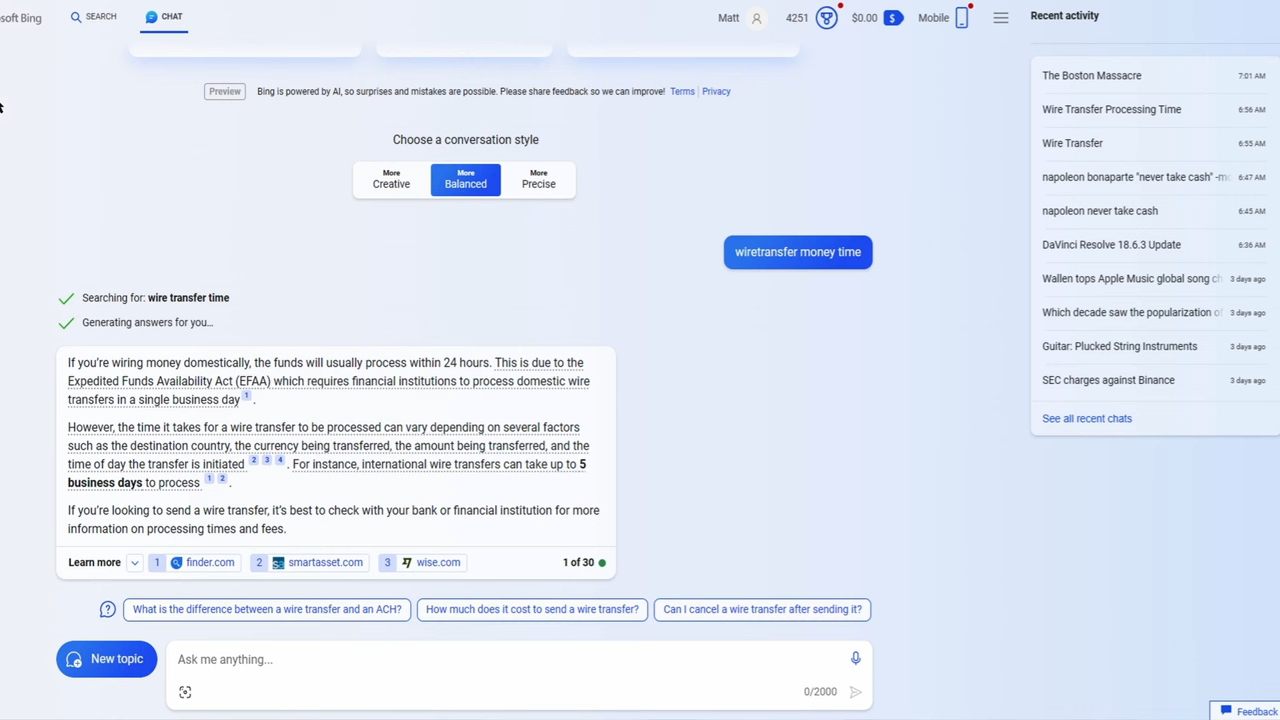 osoft Bing
SEARCH
CHAT
Matt
4251
$0.00
Mobile
Recent activity
Preview
Bing is powered by AI, so surprises and mistakes are possible. Please share feedback so we can improve! Terms Privacy
Choose a conversation style
More
Creative
More
Balanced
More
Precise
wiretransfer money time
Searching for: wire transfer time
Generating answers for you...
If you're wiring money domestically, the funds will usually process within 24 hours. This is due to the
Expedited Funds Availability Act (EFAA) which requires financial institutions to process domestic wire
transfers in a single business day 1 .
However, the time it takes for a wire transfer to be processed can vary depending on several factors
such as the destination country, the currency being transferred, the amount being transferred, and the
time of day the transfer is initiated 2 3 4 . For instance, international wire transfers can take up to 5
business days to process 1 2 .
If you're looking to send a wire transfer, it's best to check with your bank or financial institution for more
information on processing times and fees.
Learn more 1 finder.com 2 smartasset.com 3 wise.com 1 of 30
What is the difference between a wire transfer and an ACH?
How much does it cost to send a wire transfer?
Can I cancel a wire transfer after sending it?
New topic
Ask me anything...
0/2000
The Boston Massacre 7:01 AM
Wire Transfer Processing Time 6:56 AM
Wire Transfer 6:55 AM
napoleon bonaparte "never take cash" -mo 6:47 AM
napoleon never take cash 6:45 AM
DaVinci Resolve 18.6.3 Update 6:36 AM
Wallen tops Apple Music global song ch 3 days ago
Which decade saw the popularization of 3 days ago
Guitar: Plucked String Instruments 3 days ago
SEC charges against Binance 3 days ago
See all recent chats
Feedback